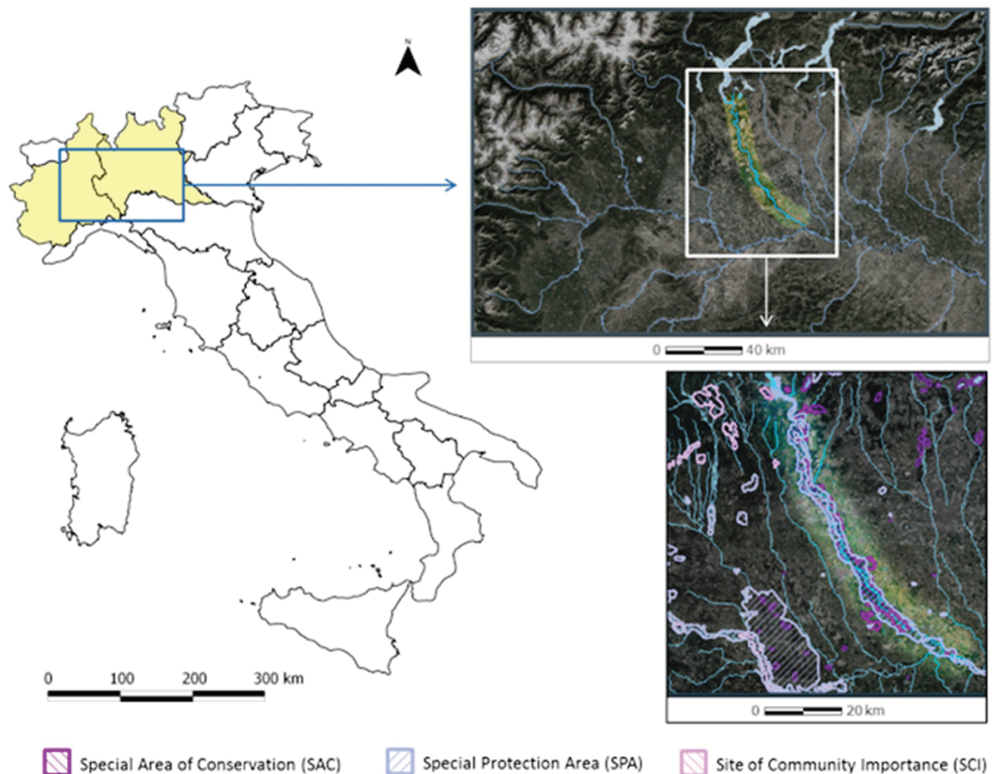 N
0 40 km
0 20 km
0 100 200 300 km
Special Area of Conservation (SAC)
Special Protection Area (SPA)
Site of Community Importance (SCI)